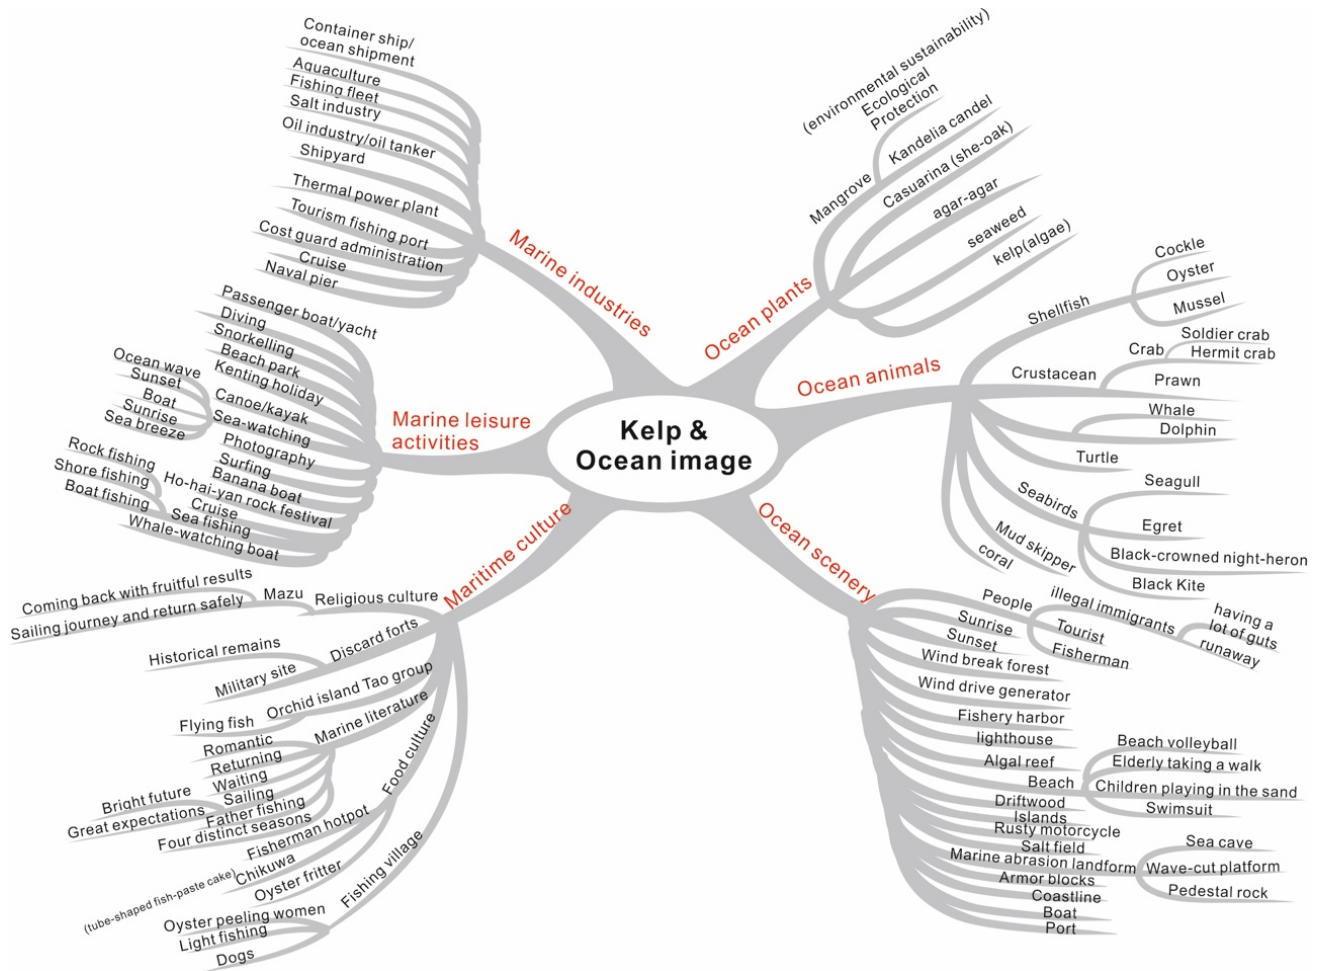 Kelp &
Ocean image
Marine industries
Container ship/
ocean shipment
Aquaculture
Fishing fleet
Salt industry
Oil industry/oil tanker
Shipyard
Thermal power plant
Tourism fishing port
Cost guard administration
Cruise
Naval pier
Marine leisure
activities
Passenger boat/yacht
Diving
Snorkelling
Beach park
Kenting holiday
Canoe/kayak
Sea-watching
Ocean wave
Sunset
Boat
Sunrise
Sea breeze
Photography
Surfing
Banana boat
Ho-hai-yan rock festival
Cruise
Sea fishing
Rock fishing
Shore fishing
Boat fishing
Whale-watching boat
Maritime culture
Religious culture
Mazu
Coming back with fruitful results
Sailing journey and return safely
Discard forts
Historical remains
Military site
Orchid island Tao group
Flying fish
Marine literature
Romantic
Returning
Waiting
Sailing
Bright future
Great expectations
Father fishing
Four distinct seasons
Food culture
Fisherman hotpot
Chikuwa
(tube-shaped fish-paste cake)
Oyster fritter
Fishing village
Oyster peeling women
Light fishing
Dogs
Ocean plants
Mangrove
(environmental sustainability)
Ecological
Protection
Kandelia candel
Casuarina (she-oak)
agar-agar
seaweed
kelp(algae)
Ocean animals
Shellfish
Cockle
Oyster
Mussel
Crustacean
Crab
Soldier crab
Hermit crab
Prawn
Whale
Dolphin
Turtle
Seabirds
Seagull
Egret
Black-crowned night-heron
Black Kite
Mud skipper
coral
Ocean scenery
People
illegal immigrants
having a
lot of guts
runaway
Tourist
Fisherman
Sunrise
Sunset
Wind break forest
Wind drive generator
Fishery harbor
lighthouse
Algal reef
Beach
Beach volleyball
Elderly taking a walk
Children playing in the sand
Swimsuit
Driftwood
Islands
Rusty motorcycle
Salt field
Marine abrasion landform
Sea cave
Wave-cut platform
Pedestal rock
Armor blocks
Coastline
Boat
Port